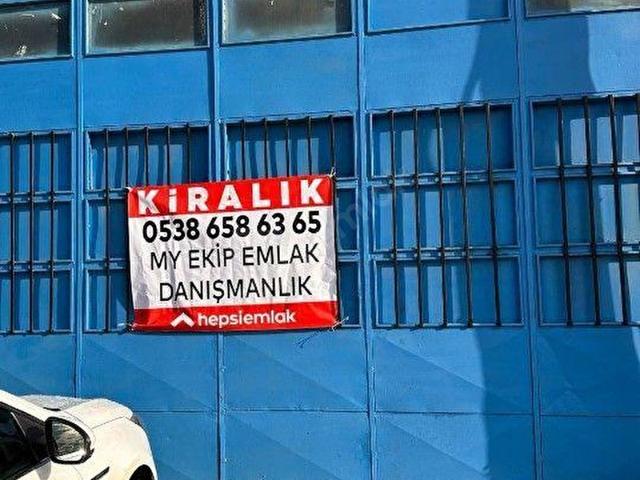 KİRALIK
0538 658 63 65
MY EKİP EMLAK
DANIŞMANLIK
hepsiemlak